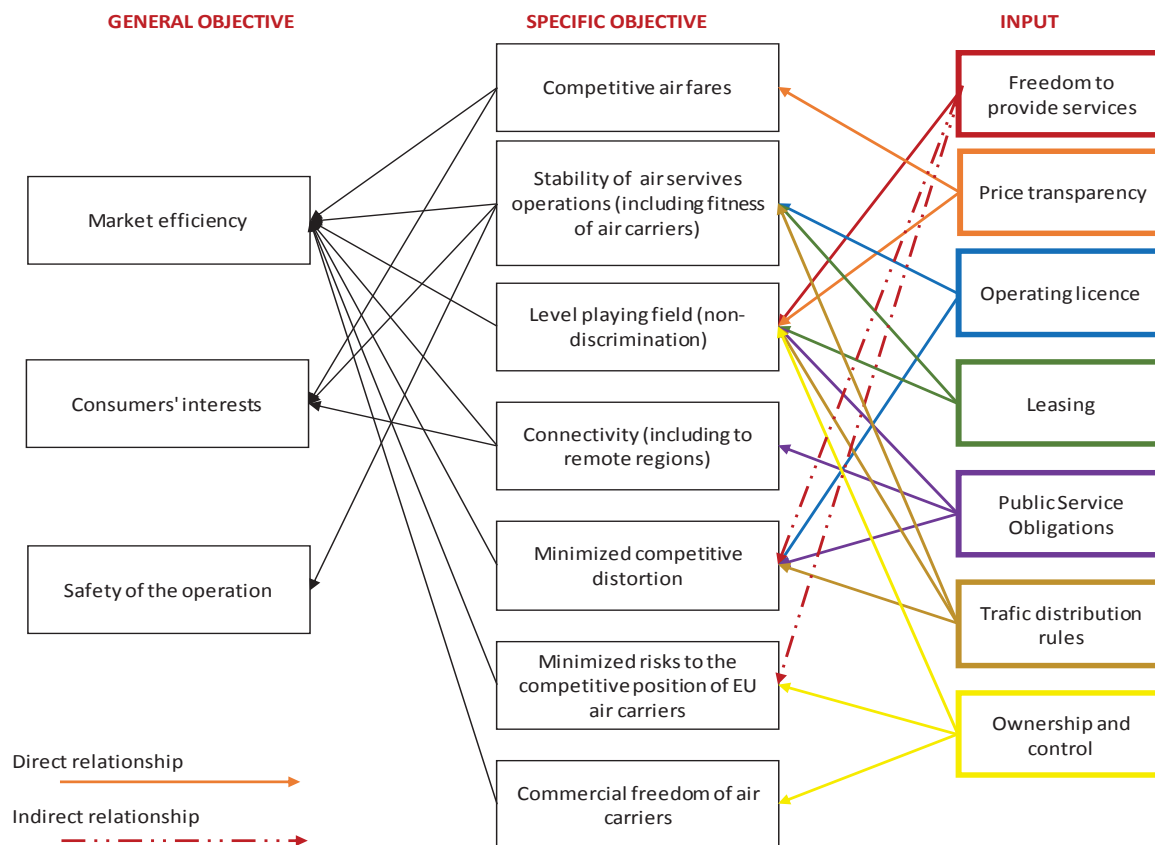 GENERAL OBJECTIVE
SPECIFIC OBJECTIVE
INPUT
Market efficiency
Consumers' interests
Safety of the operation
Competitive air fares
Stability of air servives
operations (including fitness
of air carriers)
Level playing field (non-
discrimination)
Connectivity (including to
remote regions)
Minimized competitive
distortion
Minimized risks to the
competitive position of EU
air carriers
Commercial freedom of air
carriers
Freedom to
provide services
Price transparency
Operating licence
Leasing
Public Service
Obligations
Trafic distribution
rules
Ownership and
control
Direct relationship
Indirect relationship